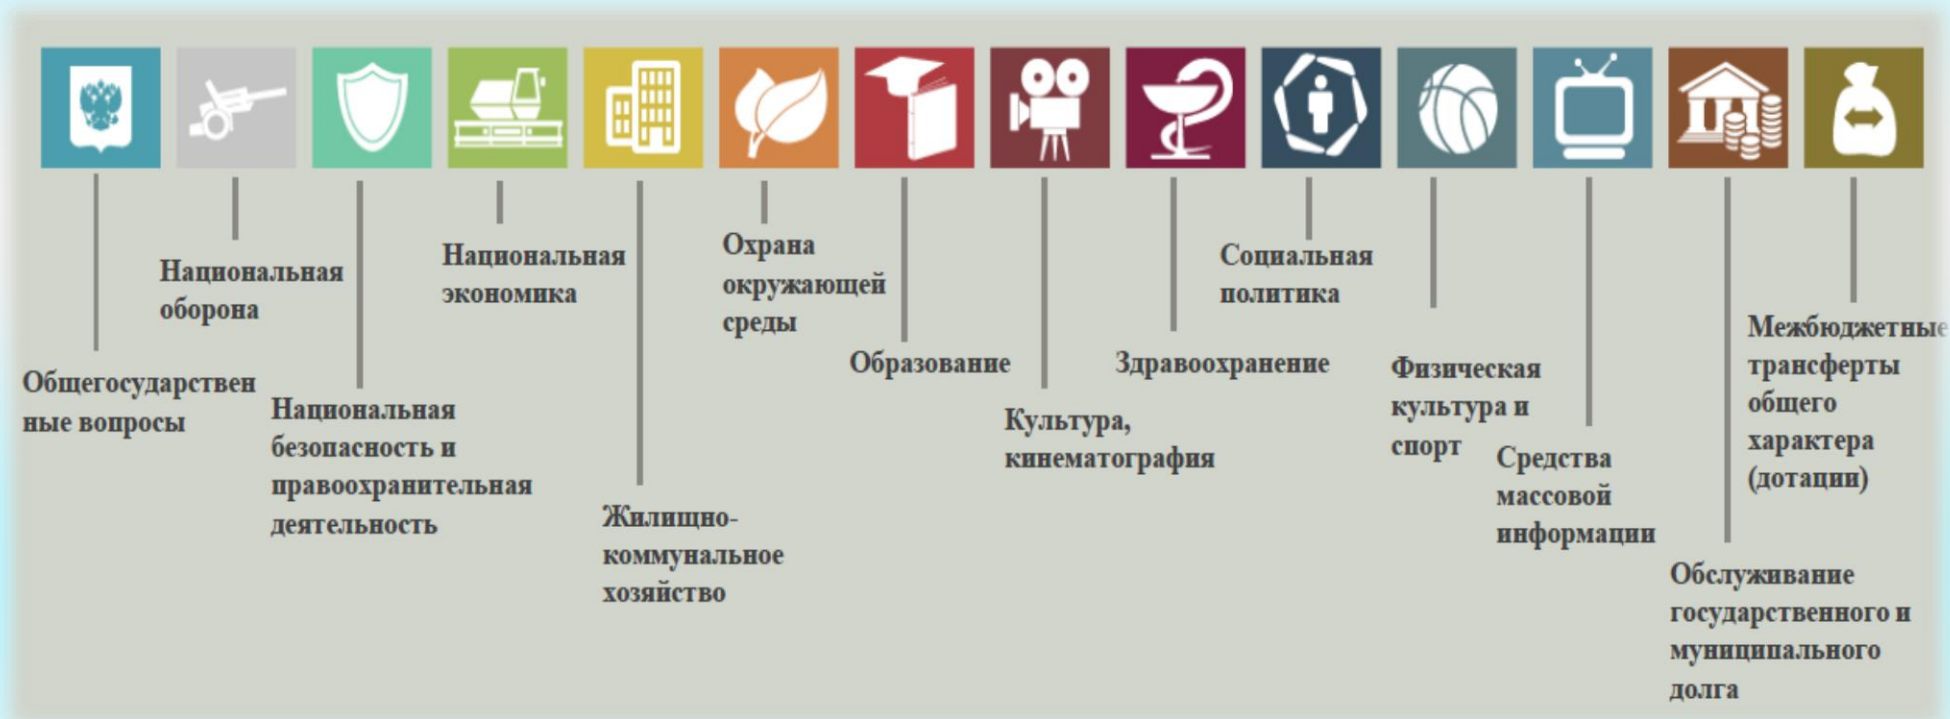 Общегосударствен
ные вопросы
Национальная
оборона
Национальная
безопасность и
правоохранительная
деятельность
Национальная
экономика
Жилищно-
коммунальное
хозяйство
Охрана
окружающей
среды
Образование
Культура,
кинематография
Здравоохранение
Социальная
политика
Физическая
культура и
спорт
Средства
массовой
информации
Обслуживание
государственного и
муниципального
долга
Межбюджетные
трансферты
общего
характера
(дотации)